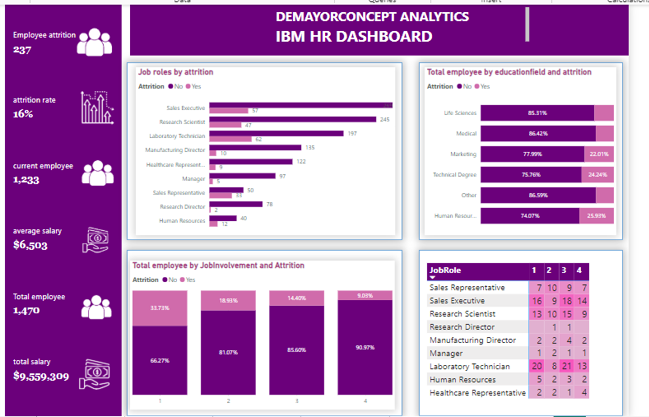 Data
Queries
Insert
Calculations
DEMAYORCONCEPT ANALYTICS
IBM HR DASHBOARD
Employee attrition
237
attrition rate
16%
current employee
1,233
average salary
$6,503
Total employee
1,470
total salary
$9,559,309
Job roles by attrition
Attrition No Yes
Sales Executive
57
Research Scientist 245
47
Laboratory Technician 197
62
Manufacturing Director 135
10
Healthcare Represent... 122
9
Manager 97
5
Sales Representative 50
33
Research Director 78
2
Human Resources 40
12
Total employee by educationfield and attrition
Attrition No Yes
Life Sciences 85.31%
Medical 86.42%
Marketing 77.99% 22.01%
Technical Degree 75.76% 24.24%
Other 86.59%
Human Resour... 74.07% 25.93%
Total employee by JobInvolvement and Attrition
Attrition No Yes
33.73% 18.93% 14.40% 9.03%
66.27% 81.07% 85.60% 90.97%
1 2 3 4
JobRole 1 2 3 4
Sales Representative 7 10 9 7
Sales Executive 16 9 18 14
Research Scientist 13 10 15 9
Research Director 1 1
Manufacturing Director 2 2 4 2
Manager 1 2 1 1
Laboratory Technician 20 8 21 13
Human Resources 5 2 3 2
Healthcare Representative 2 2 1 4